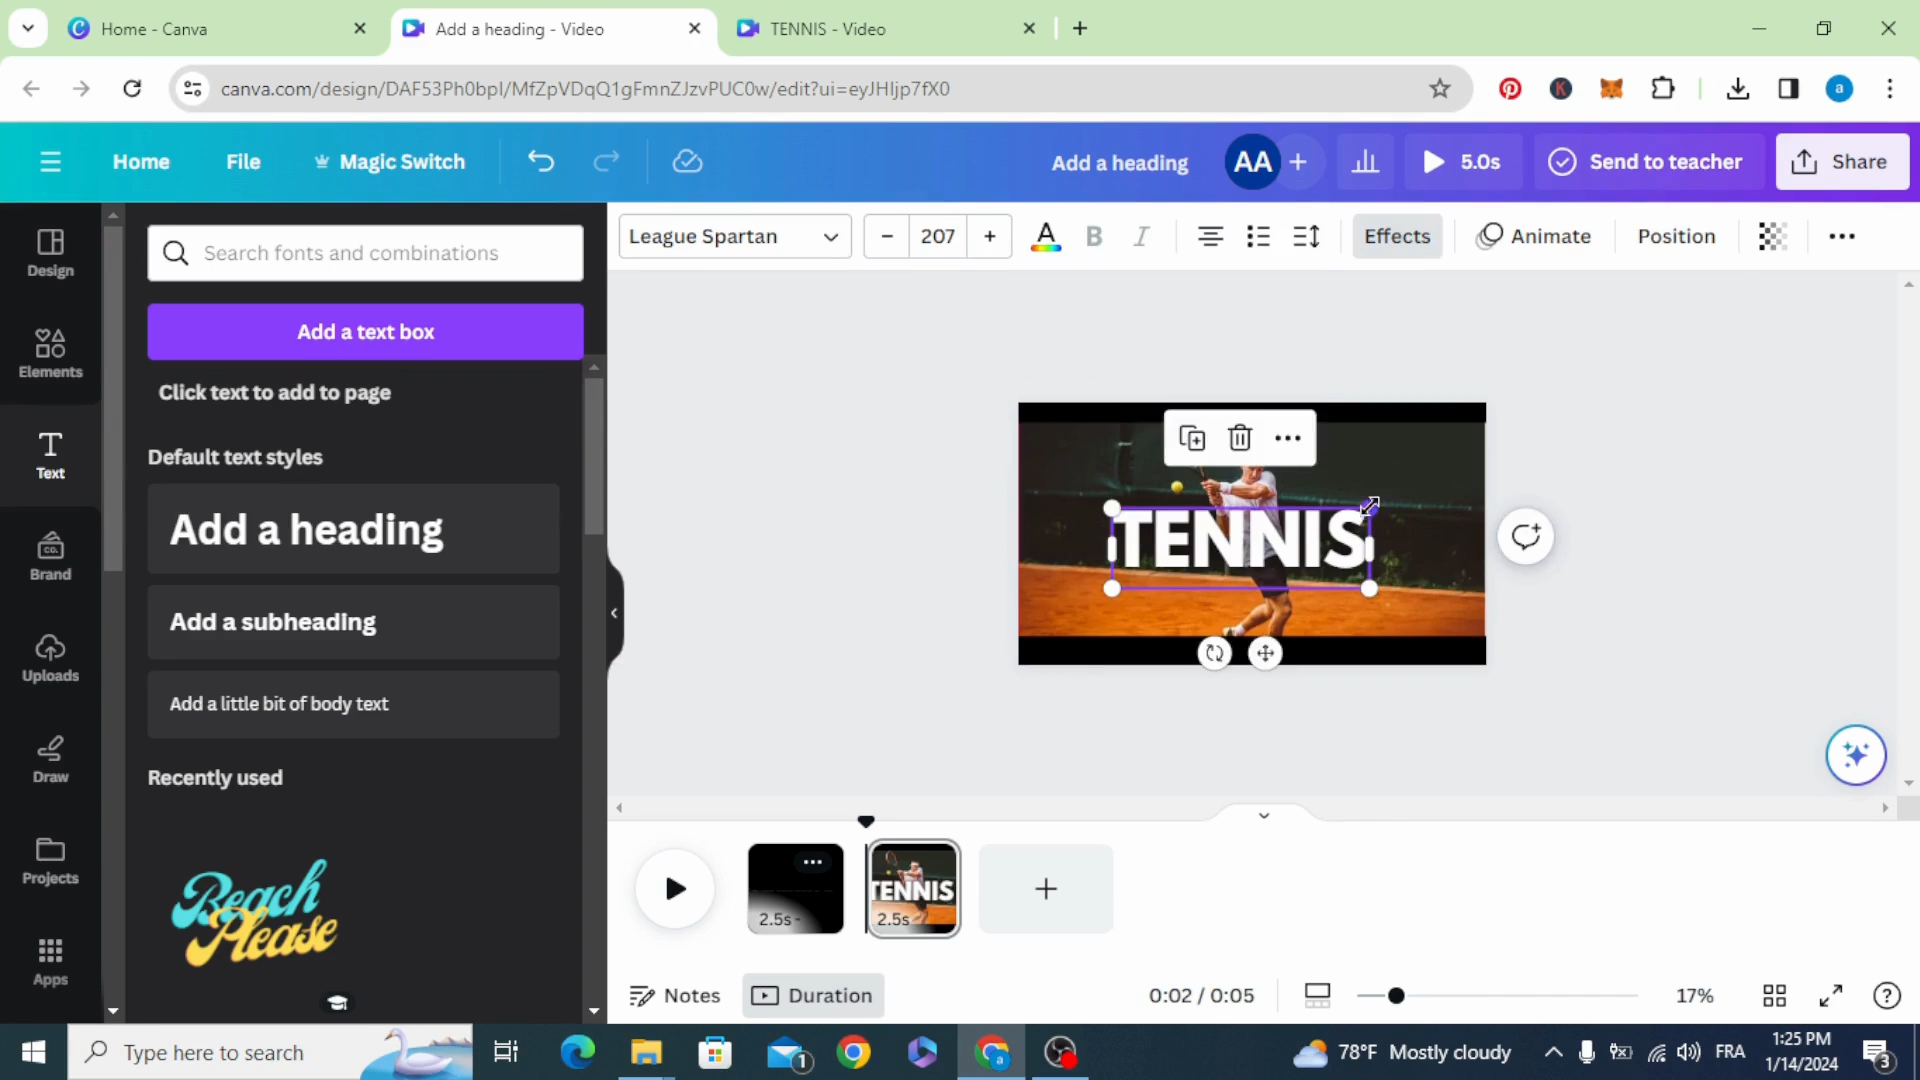 Home - Canva
Add a heading - Video
TENNIS - Video
canva.com/design/DAF53Ph0bpI/MfZpVDqQ1gFmnZJzvPUC0w/edit?ui=eyJHIjp7fX0
K
a
Home
File
Magic Switch
Add a heading
AA
5.0s
Send to teacher
Share
Design
Elements
Text
Brand
CO.
Uploads
Draw
Projects
Apps
Search fonts and combinations
Add a text box
Click text to add to page
Default text styles
Add a heading
Add a subheading
Add a little bit of body text
Recently used
Beach
Please
League Spartan
207
A
B
I
Effects
Animate
Position
TENNIS
2.5s -
TENNIS
2.5s
Notes
Duration
0:02 / 0:05
17%
Type here to search
1
a
78°F Mostly cloudy
FRA
1:25 PM
1/14/2024
3